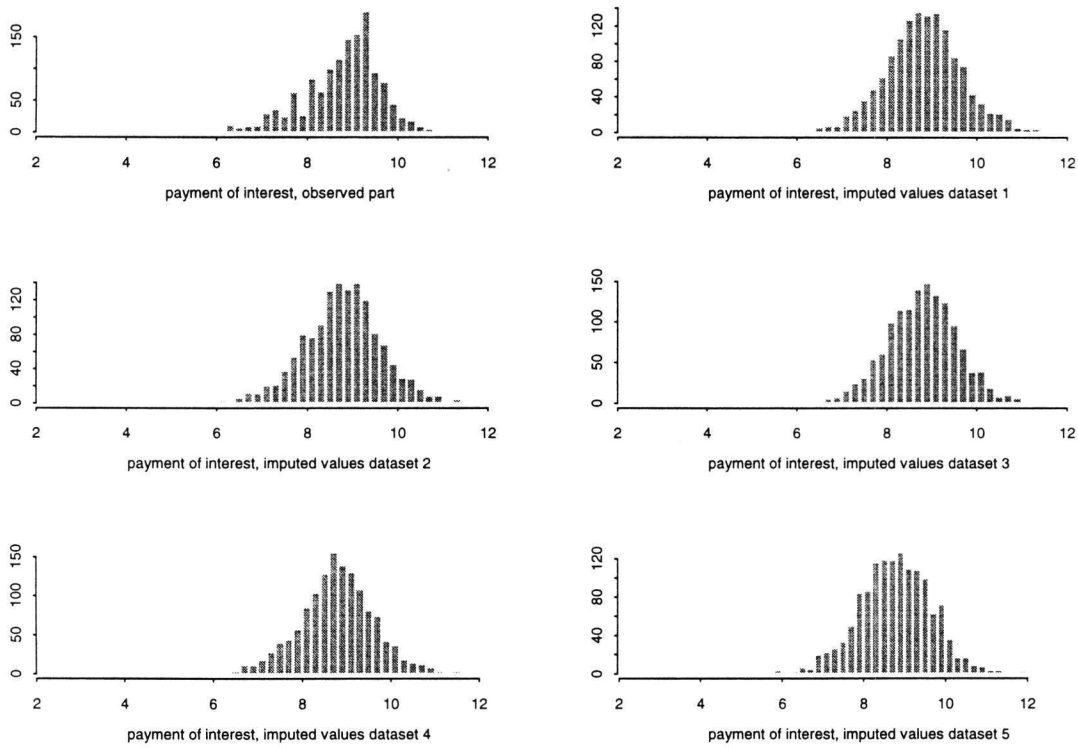 0 50 150
2 4 6 8 10 12
payment of interest, observed part
0 40 80 120
2 4 6 8 10 12
payment of interest, imputed values dataset 1
0 40 80 120
2 4 6 8 10 12
payment of interest, imputed values dataset 2
0 50 100 150
2 4 6 8 10 12
payment of interest, imputed values dataset 3
0 50 100 150
2 4 6 8 10 12
payment of interest, imputed values dataset 4
0 40 80 120
2 4 6 8 10 12
payment of interest, imputed values dataset 5